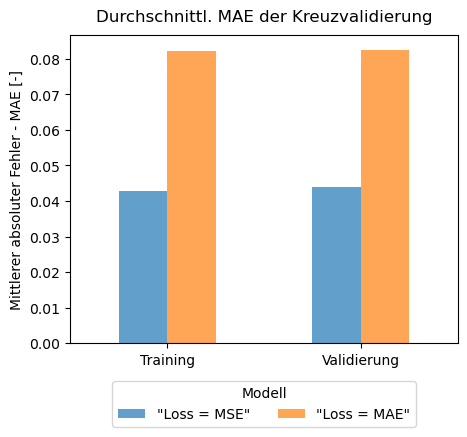 Durchschnittl. MAE der Kreuzvalidierung
Mittlerer absoluter Fehler - MAE [-]
0.08
0.07
0.06
0.05
0.04
0.03
0.02
0.01
0.00
Training
Validierung
Modell
"Loss = MSE"
"Loss = MAE"